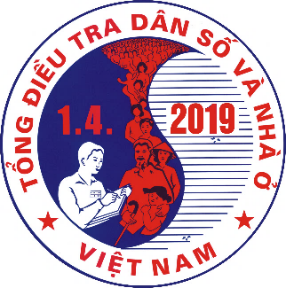 TỔNG ĐIỀU TRA DÂN SỐ VÀ NHÀ Ở
1.4. 2019
VIỆT NAM